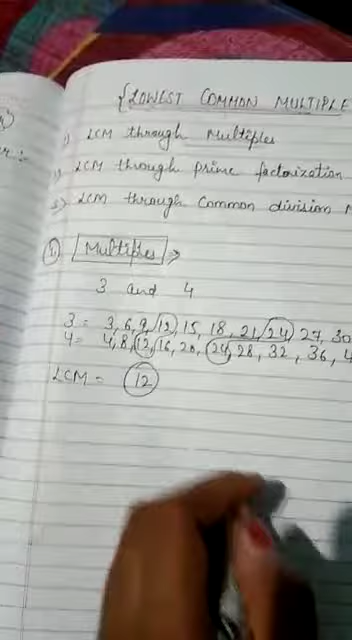 {LOWEST COMMON MULTIPLE
1) LCM through Multiples
LCM through prime factorization
3) LCM through Common division
① Multiples ⇒
3 and 4
3 = 3, 6, 9, 12, 15, 18, 21, 24, 27, 30
4 = 4, 8, 12, 16, 20, 24, 28, 32, 36, 4
LCM = 12